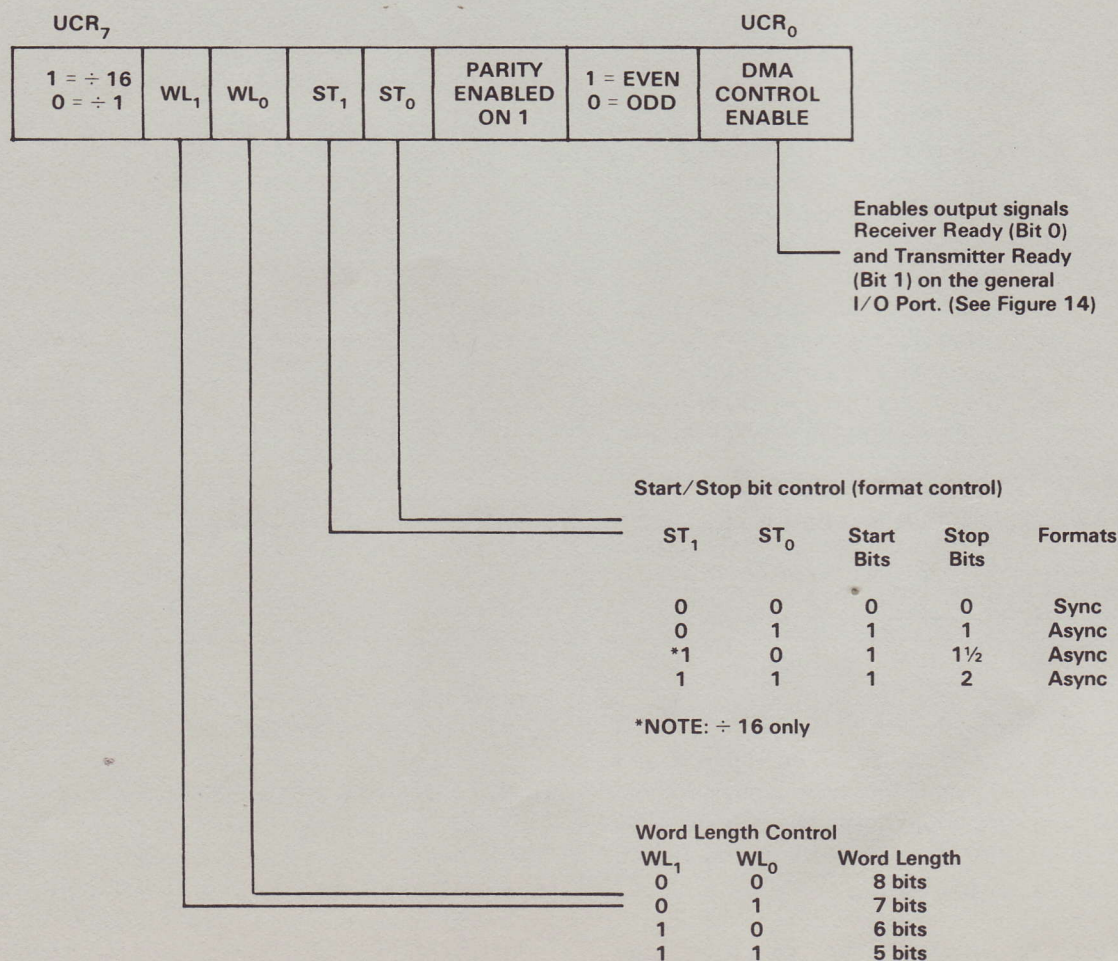 UCR7 UCR0
1 = ÷ 16
0 = ÷ 1
WL1
WL0
ST1
ST0
PARITY
ENABLED
ON 1
1 = EVEN
0 = ODD
DMA
CONTROL
ENABLE
Enables output signals
Receiver Ready (Bit 0)
and Transmitter Ready
(Bit 1) on the general
I/O Port. (See Figure 14)
Start/Stop bit control (format control)
ST1 ST0 Start Stop Formats
Bits Bits
0 0 0 0 Sync
0 1 1 1 Async
*1 0 1 1½ Async
1 1 1 2 Async
*NOTE: ÷ 16 only
Word Length Control
WL1 WL0 Word Length
0 0 8 bits
0 1 7 bits
1 0 6 bits
1 1 5 bits